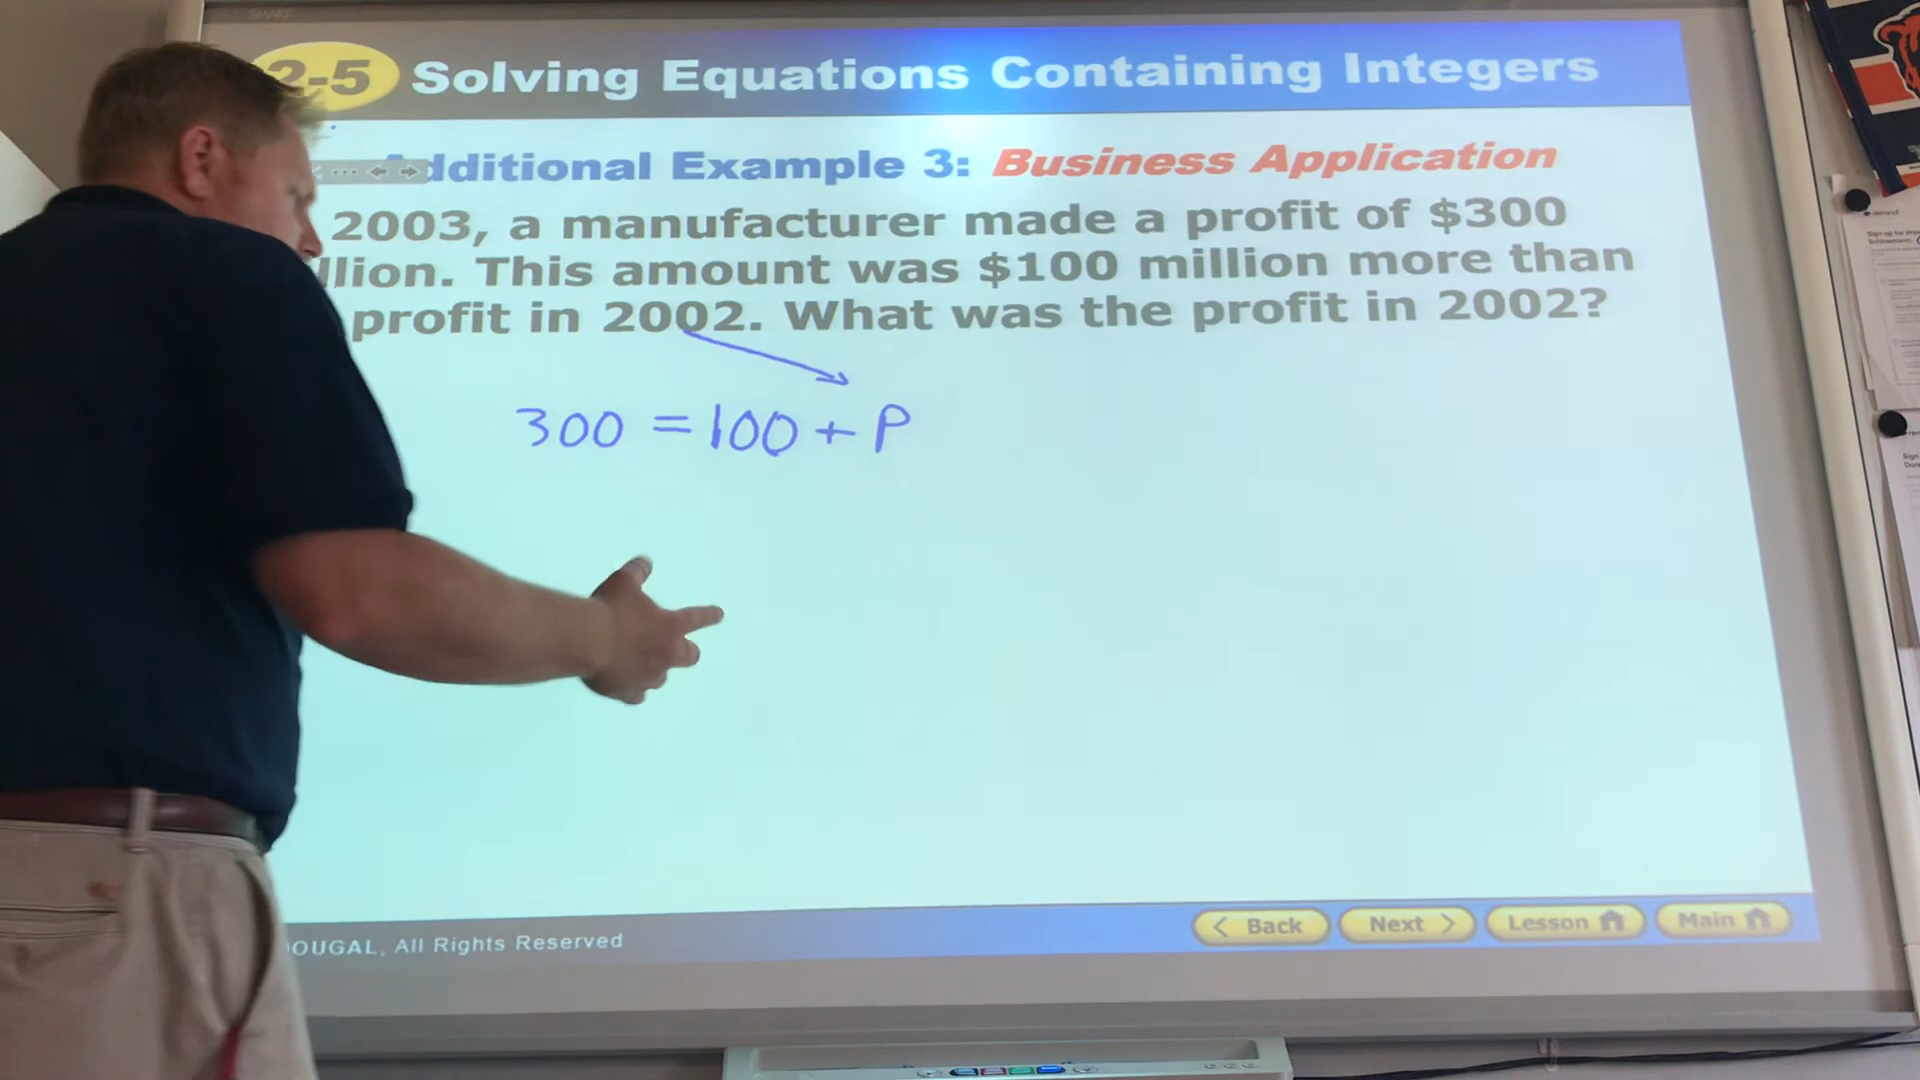 SMART
2-5 Solving Equations Containing Integers
Additional Example 3: Business Application
2003, a manufacturer made a profit of $300
llion. This amount was $100 million more than
profit in 2002. What was the profit in 2002?
300 = 100 + P
OUGAL, All Rights Reserved
< Back
Next >
Lesson
Main